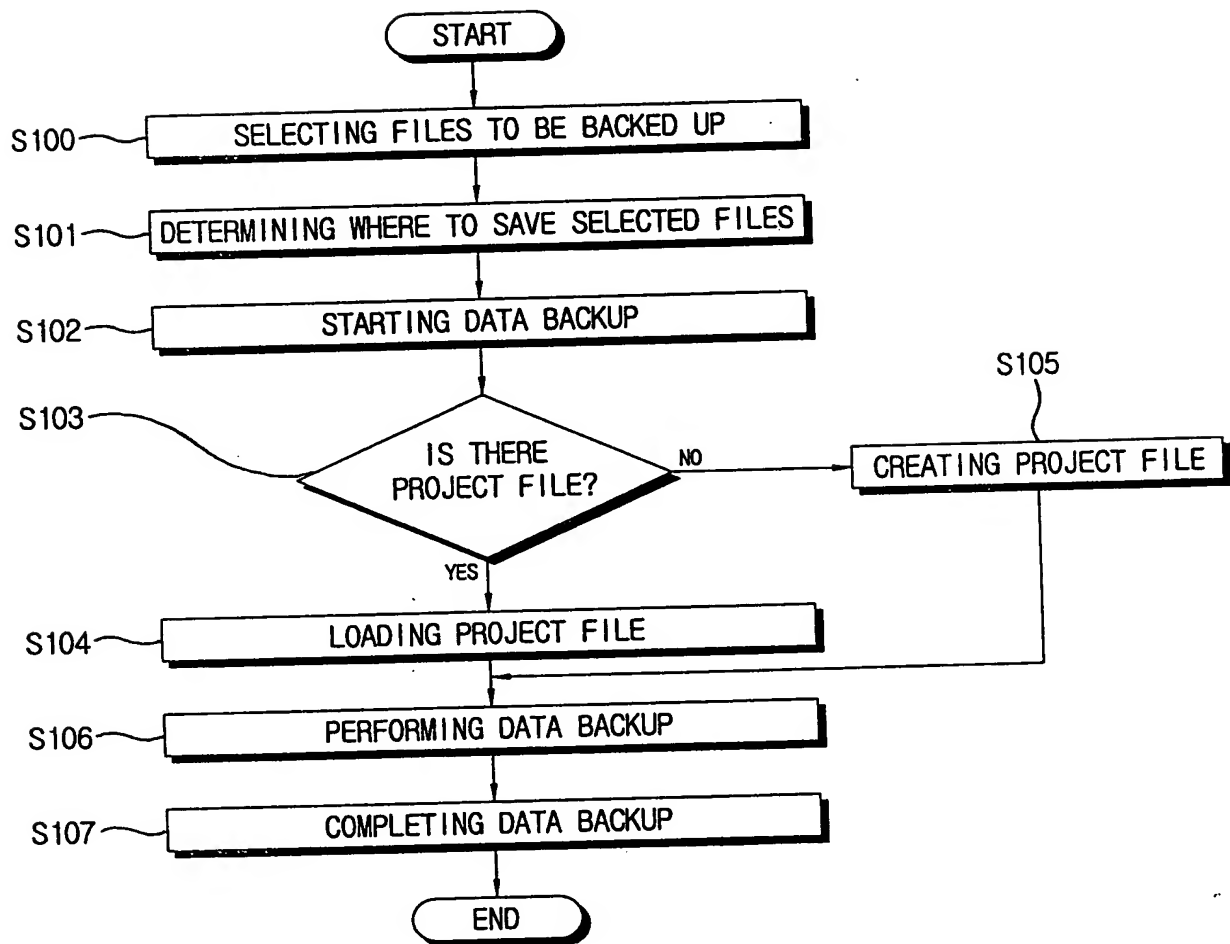 START
S100
SELECTING FILES TO BE BACKED UP
S101
DETERMINING WHERE TO SAVE SELECTED FILES
S102
STARTING DATA BACKUP
S103
IS THERE
PROJECT FILE?
NO
S105
CREATING PROJECT FILE
YES
S104
LOADING PROJECT FILE
S106
PERFORMING DATA BACKUP
S107
COMPLETING DATA BACKUP
END